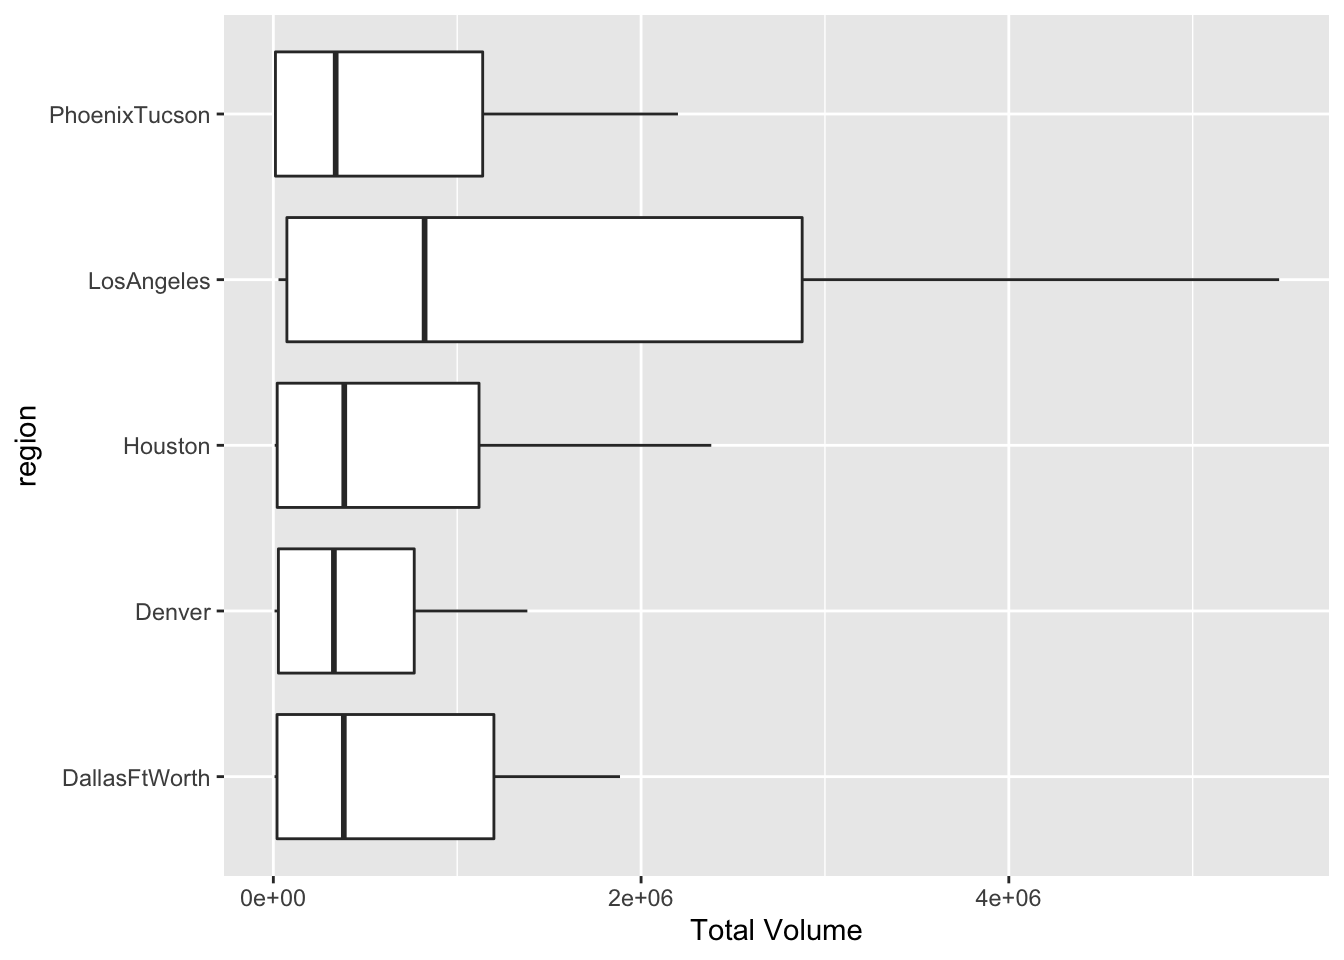 PhoenixTucson
LosAngeles
Houston
Denver
DallasFtWorth
region
0e+00 2e+06 4e+06
Total Volume